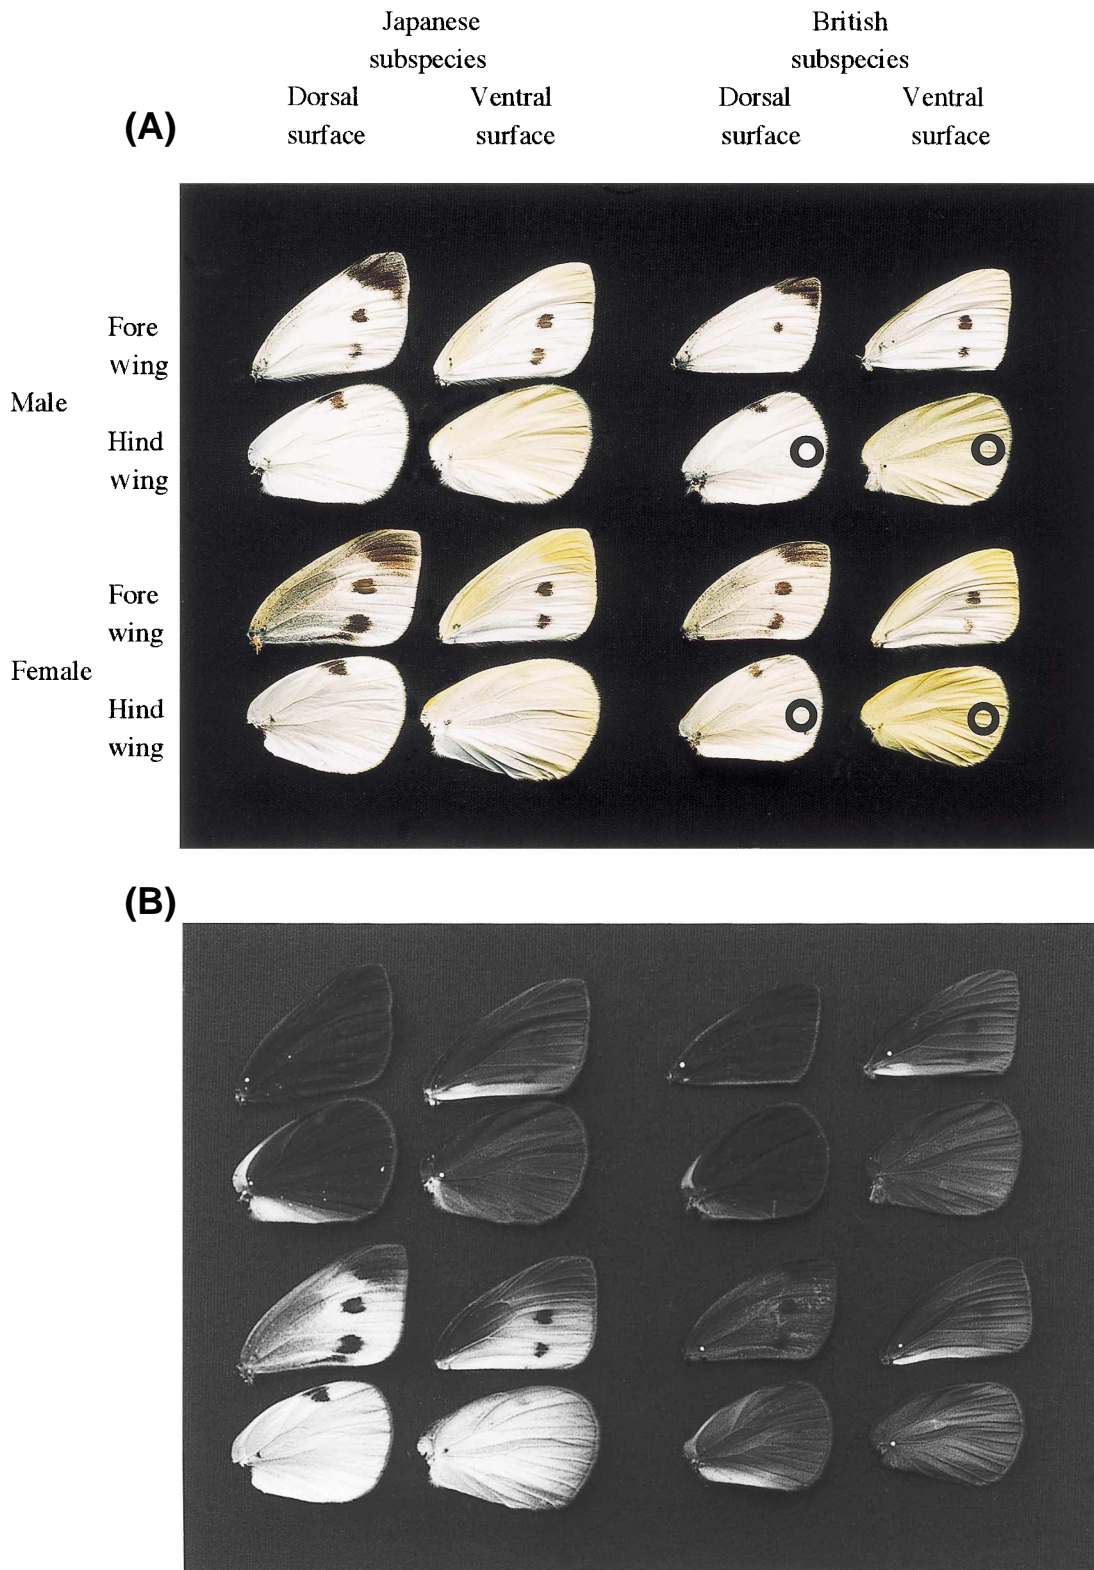 Japanese
subspecies
British
subspecies
Dorsal
surface
Ventral
surface
Dorsal
surface
Ventral
surface
(A)
Male
Fore
wing
Hind
wing
Female
Fore
wing
Hind
wing
(B)